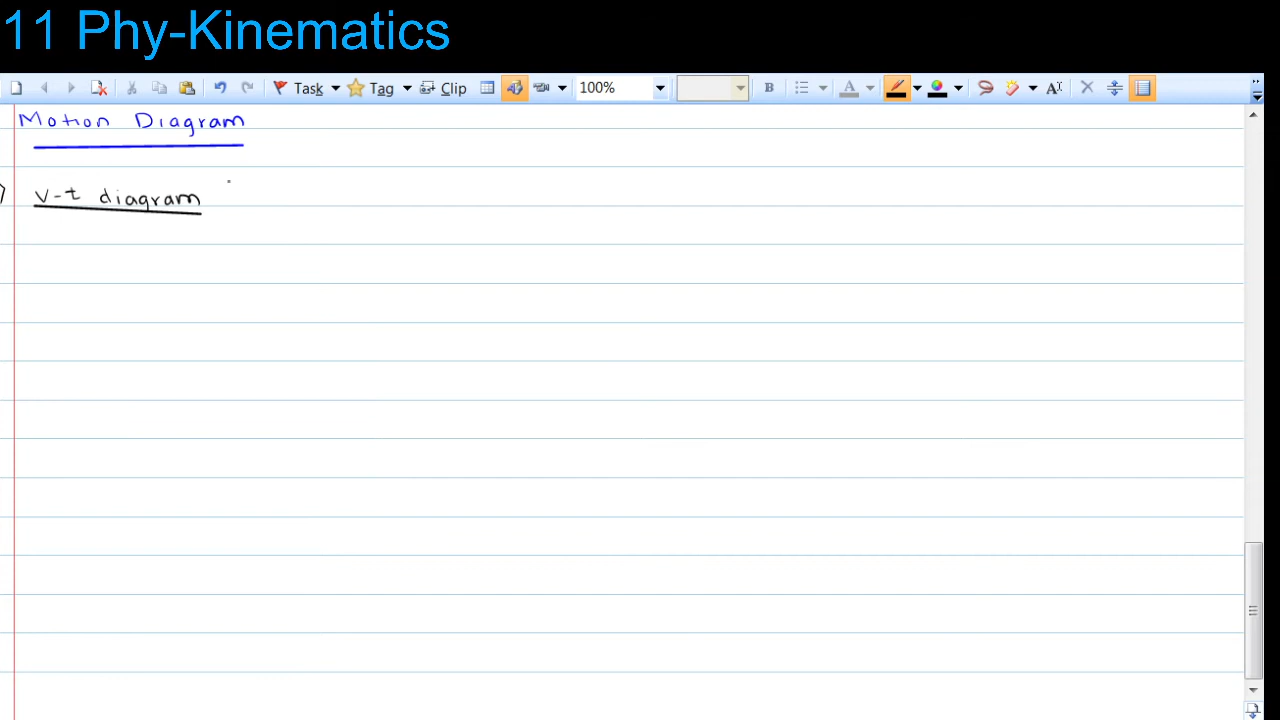 11 Phy-Kinematics
Task Tag Clip 100% B A A
Motion Diagram
) v-t diagram